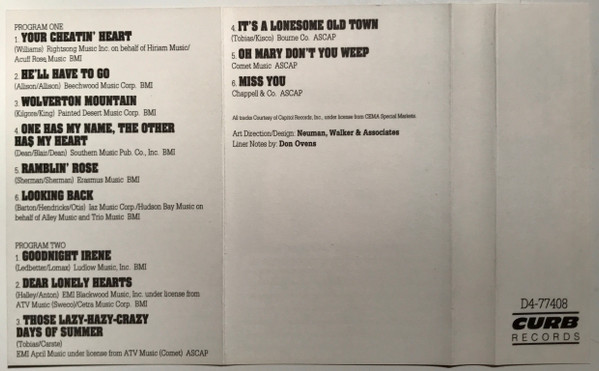 PROGRAM ONE
1. YOUR CHEATIN' HEART
(Williams) Rightsong Music Inc. on behalf of Hiriam Music/
Acuff Rose Music BMI
2. HE'LL HAVE TO GO
(Allison/Allison) Beechwood Music Corp. BMI
3. WOLVERTON MOUNTAIN
(Kilgore/King) Painted Desert Music Corp. BMI
4. ONE HAS MY NAME, THE OTHER
HAS MY HEART
(Dean/Blair/Dean) Southern Music Pub. Co., Inc. BMI
5. RAMBLIN' ROSE
(Sherman/Sherman) Erasmus Music BMI
6. LOOKING BACK
(Barton/Hendricks/Otis) Iaz Music Corp./Hudson Bay Music on
behalf of Alley Music and Trio Music BMI
PROGRAM TWO
1. GOODNIGHT IRENE
(Ledbetter/Lomax) Ludlow Music, Inc. BMI
2. DEAR LONELY HEARTS
(Halley/Anton) EMI Blackwood Music, Inc. under license from
ATV Music (Sweco)/Cetra Music Corp. BMI
3. THOSE LAZY-HAZY-CRAZY
DAYS OF SUMMER
(Tobias/Carste)
EMI April Music under license from ATV Music (Comet) ASCAP
4. IT'S A LONESOME OLD TOWN
(Tobias/Kisco) Bourne Co. ASCAP
5. OH MARY DON'T YOU WEEP
Comet Music ASCAP
6. MISS YOU
Chappell & Co. ASCAP
All tracks Courtesy of Capitol Records, Inc., under license from CEMA Special Markets.
Art Direction/Design: Neuman, Walker & Associates
Liner Notes by: Don Ovens
D4-77408
CURB
RECORDS